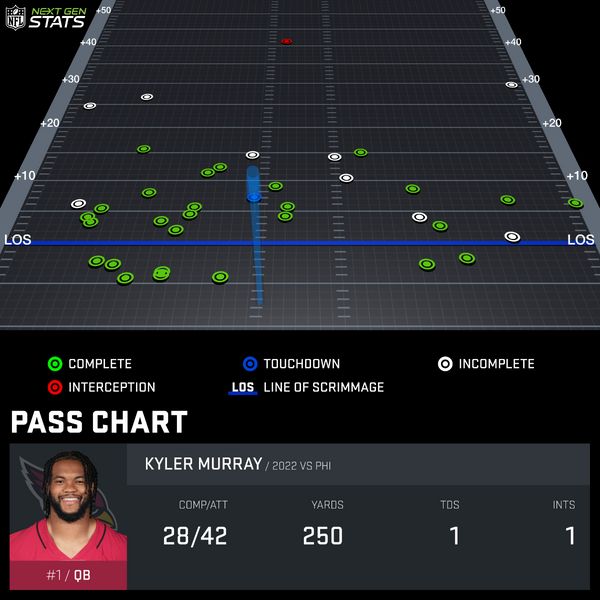 NFL NEXT GEN STATS
+50 +50
+40 +40
+30 +30
+20 +20
+10 +10
LOS LOS
COMPLETE TOUCHDOWN INCOMPLETE
INTERCEPTION LOS LINE OF SCRIMMAGE
PASS CHART
KYLER MURRAY / 2022 VS PHI
COMP/ATT YARDS TDS INTS
28/42 250 1 1
#1 / QB